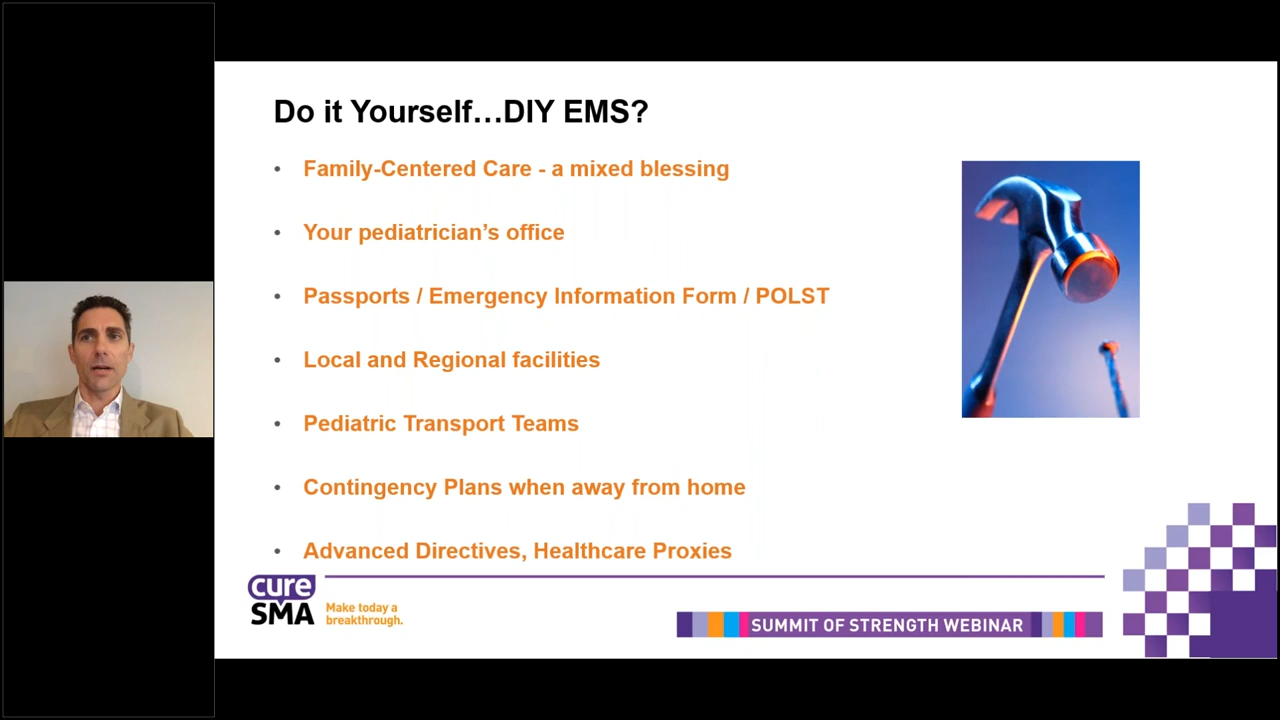 Do it Yourself…DIY EMS?
• Family-Centered Care - a mixed blessing
• Your pediatrician’s office
• Passports / Emergency Information Form / POLST
• Local and Regional facilities
• Pediatric Transport Teams
• Contingency Plans when away from home
• Advanced Directives, Healthcare Proxies
cure
SMA
Make today a
breakthrough.
SUMMIT OF STRENGTH WEBINAR